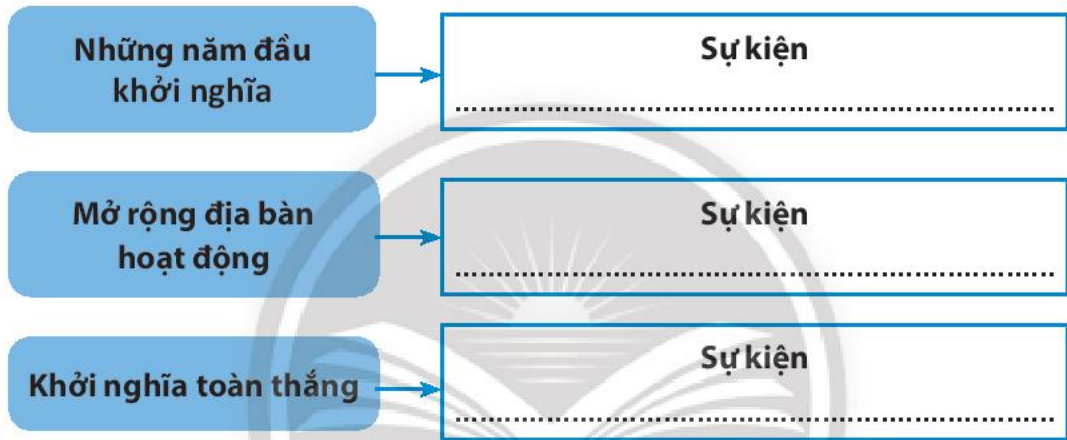 Những năm đầu
khởi nghĩa
Sự kiện
................................................................
Mở rộng địa bàn
hoạt động
Sự kiện
................................................................
Khởi nghĩa toàn thắng
Sự kiện
................................................................